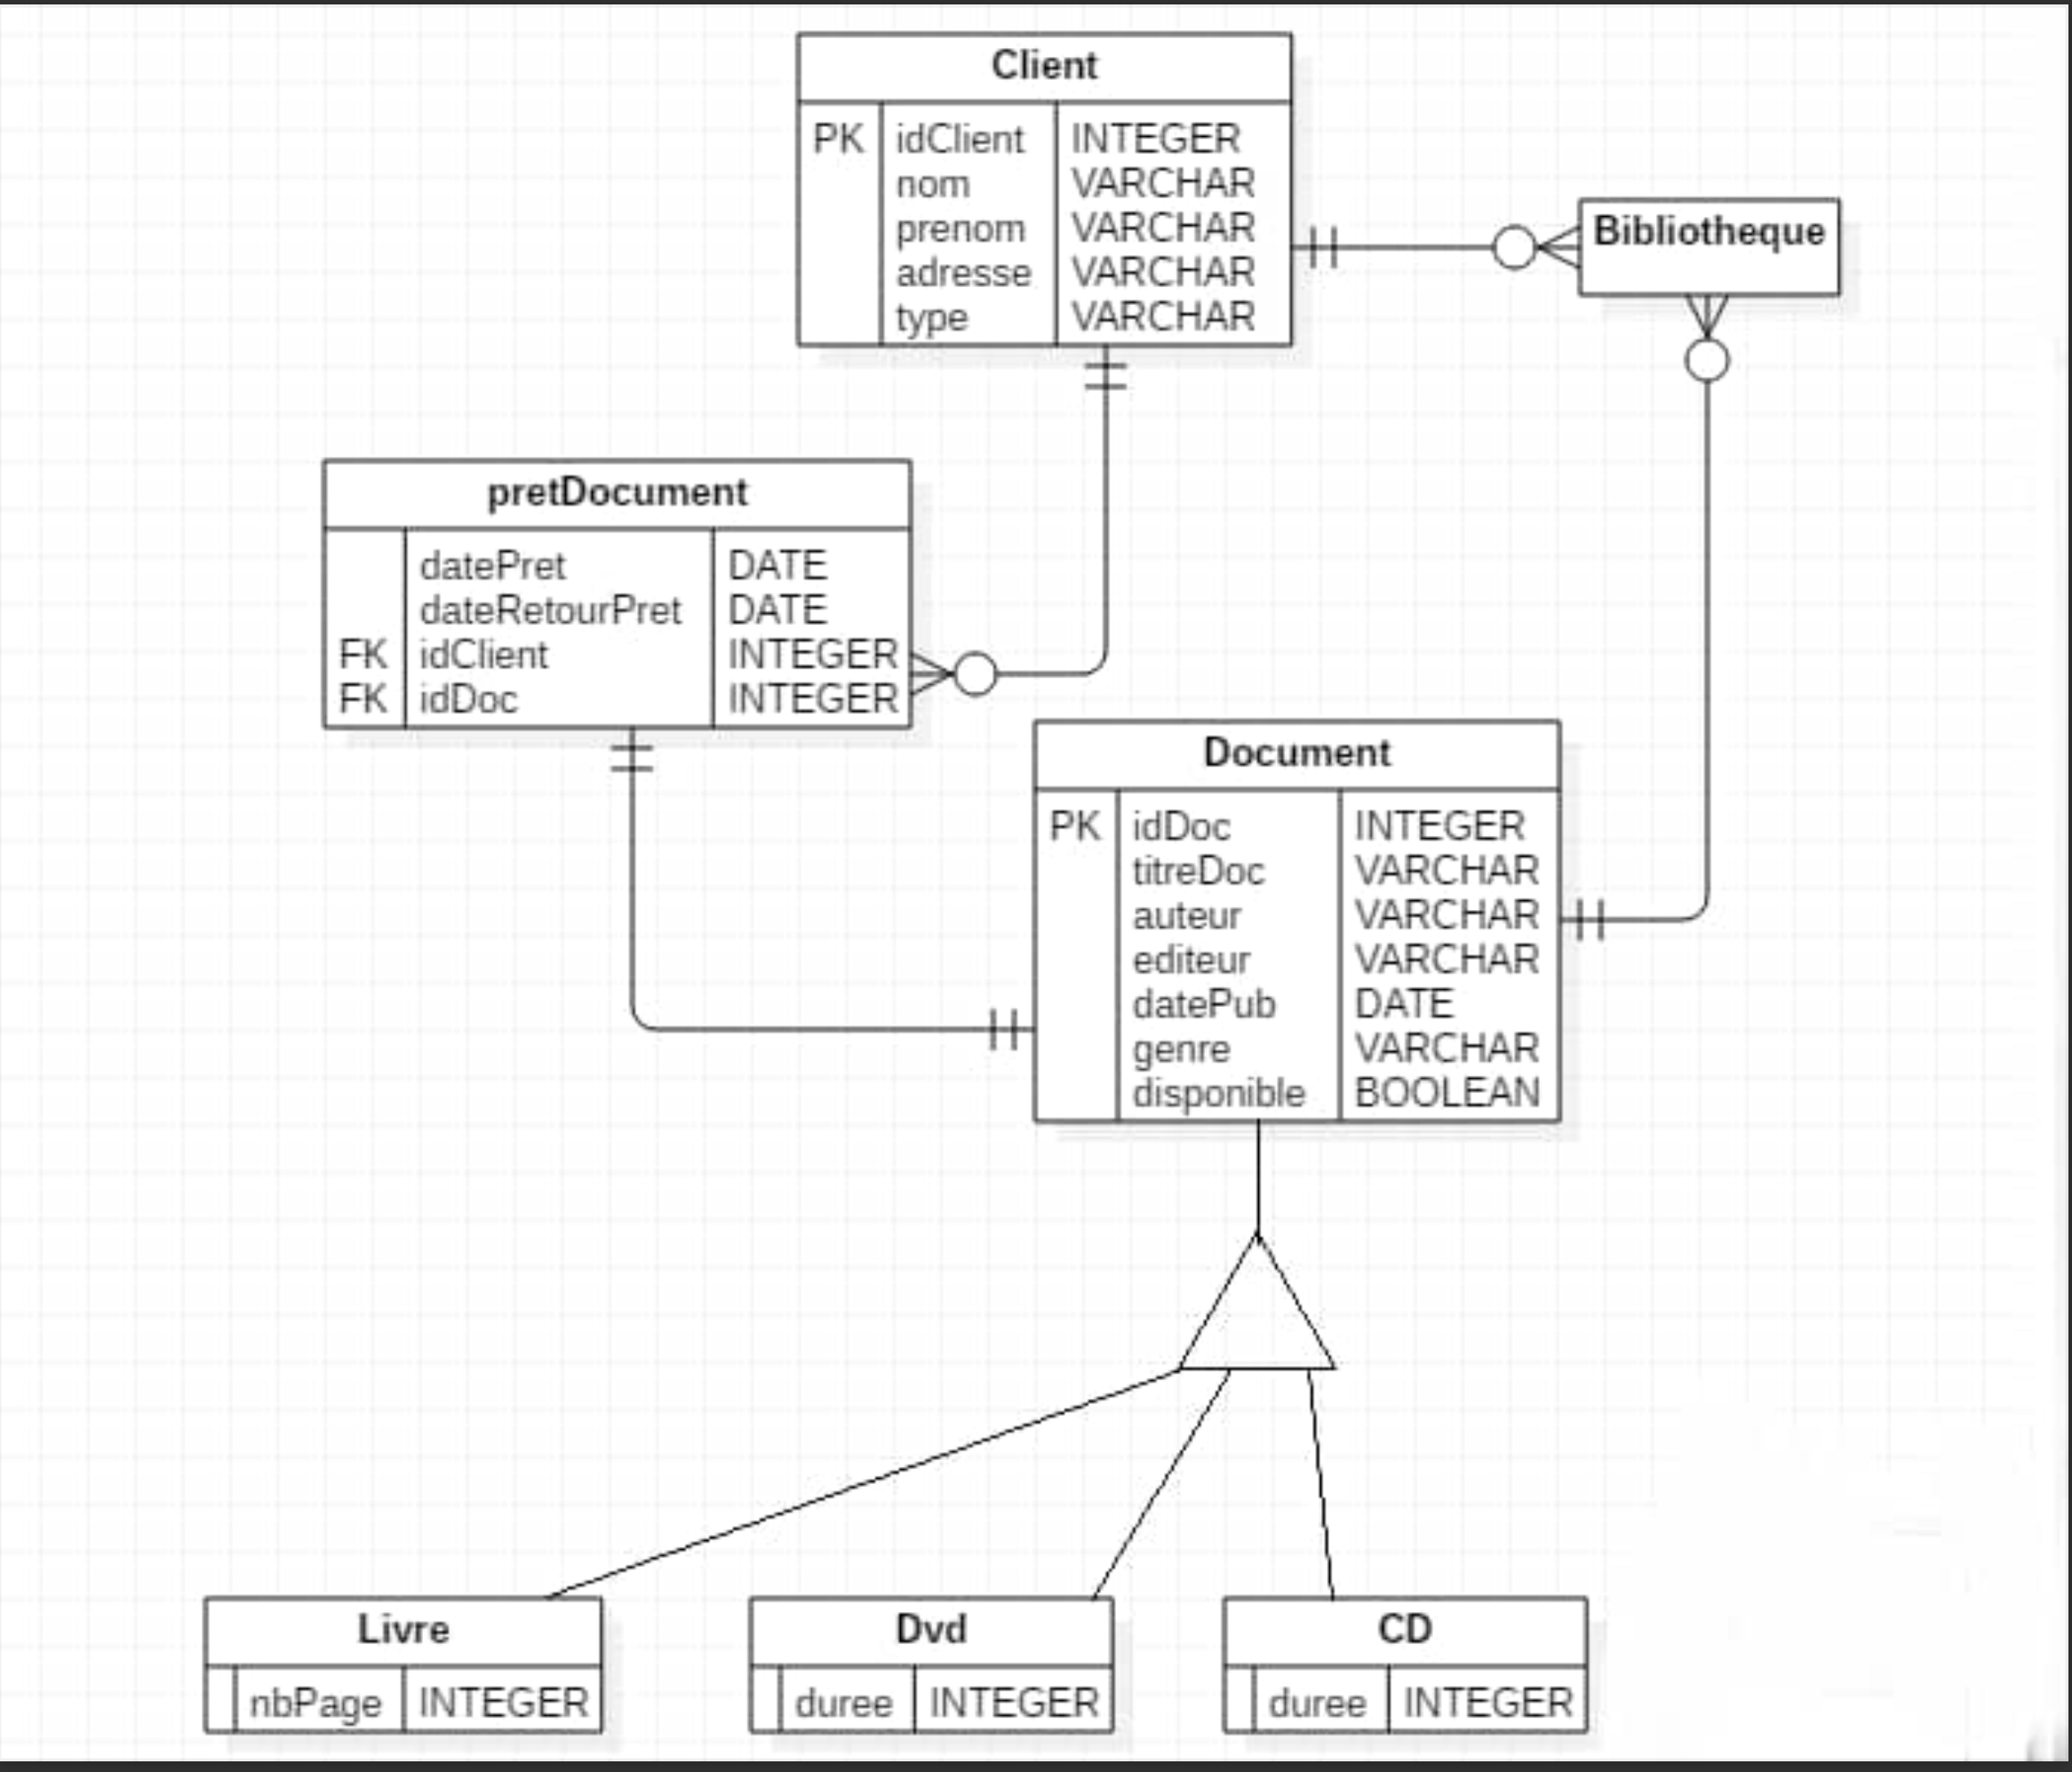 Client
PK idClient INTEGER
nom VARCHAR
prenom VARCHAR
adresse VARCHAR
type VARCHAR
Bibliotheque
pretDocument
datePret DATE
dateRetourPret DATE
FK idClient INTEGER
FK idDoc INTEGER
Document
PK idDoc INTEGER
titreDoc VARCHAR
auteur VARCHAR
editeur VARCHAR
datePub DATE
genre VARCHAR
disponible BOOLEAN
Livre
nbPage INTEGER
Dvd
duree INTEGER
CD
duree INTEGER